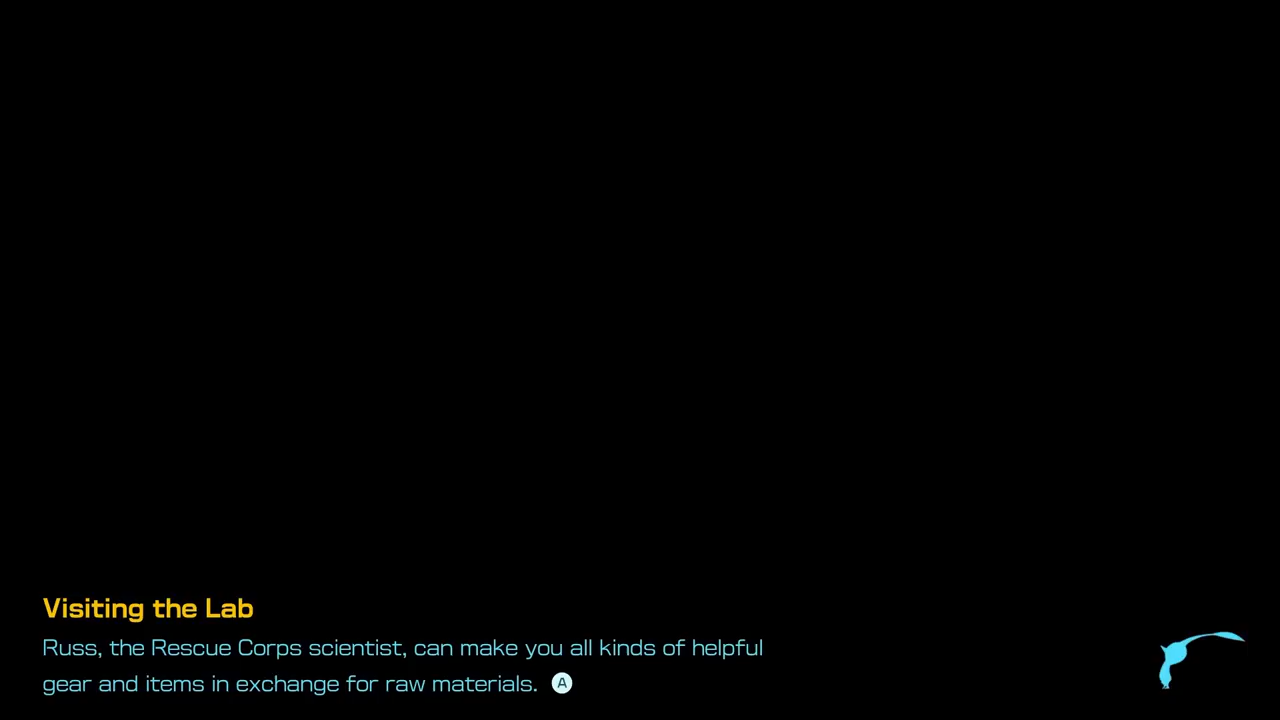 Visiting the Lab
Russ, the Rescue Corps scientist, can make you all kinds of helpful
gear and items in exchange for raw materials. A